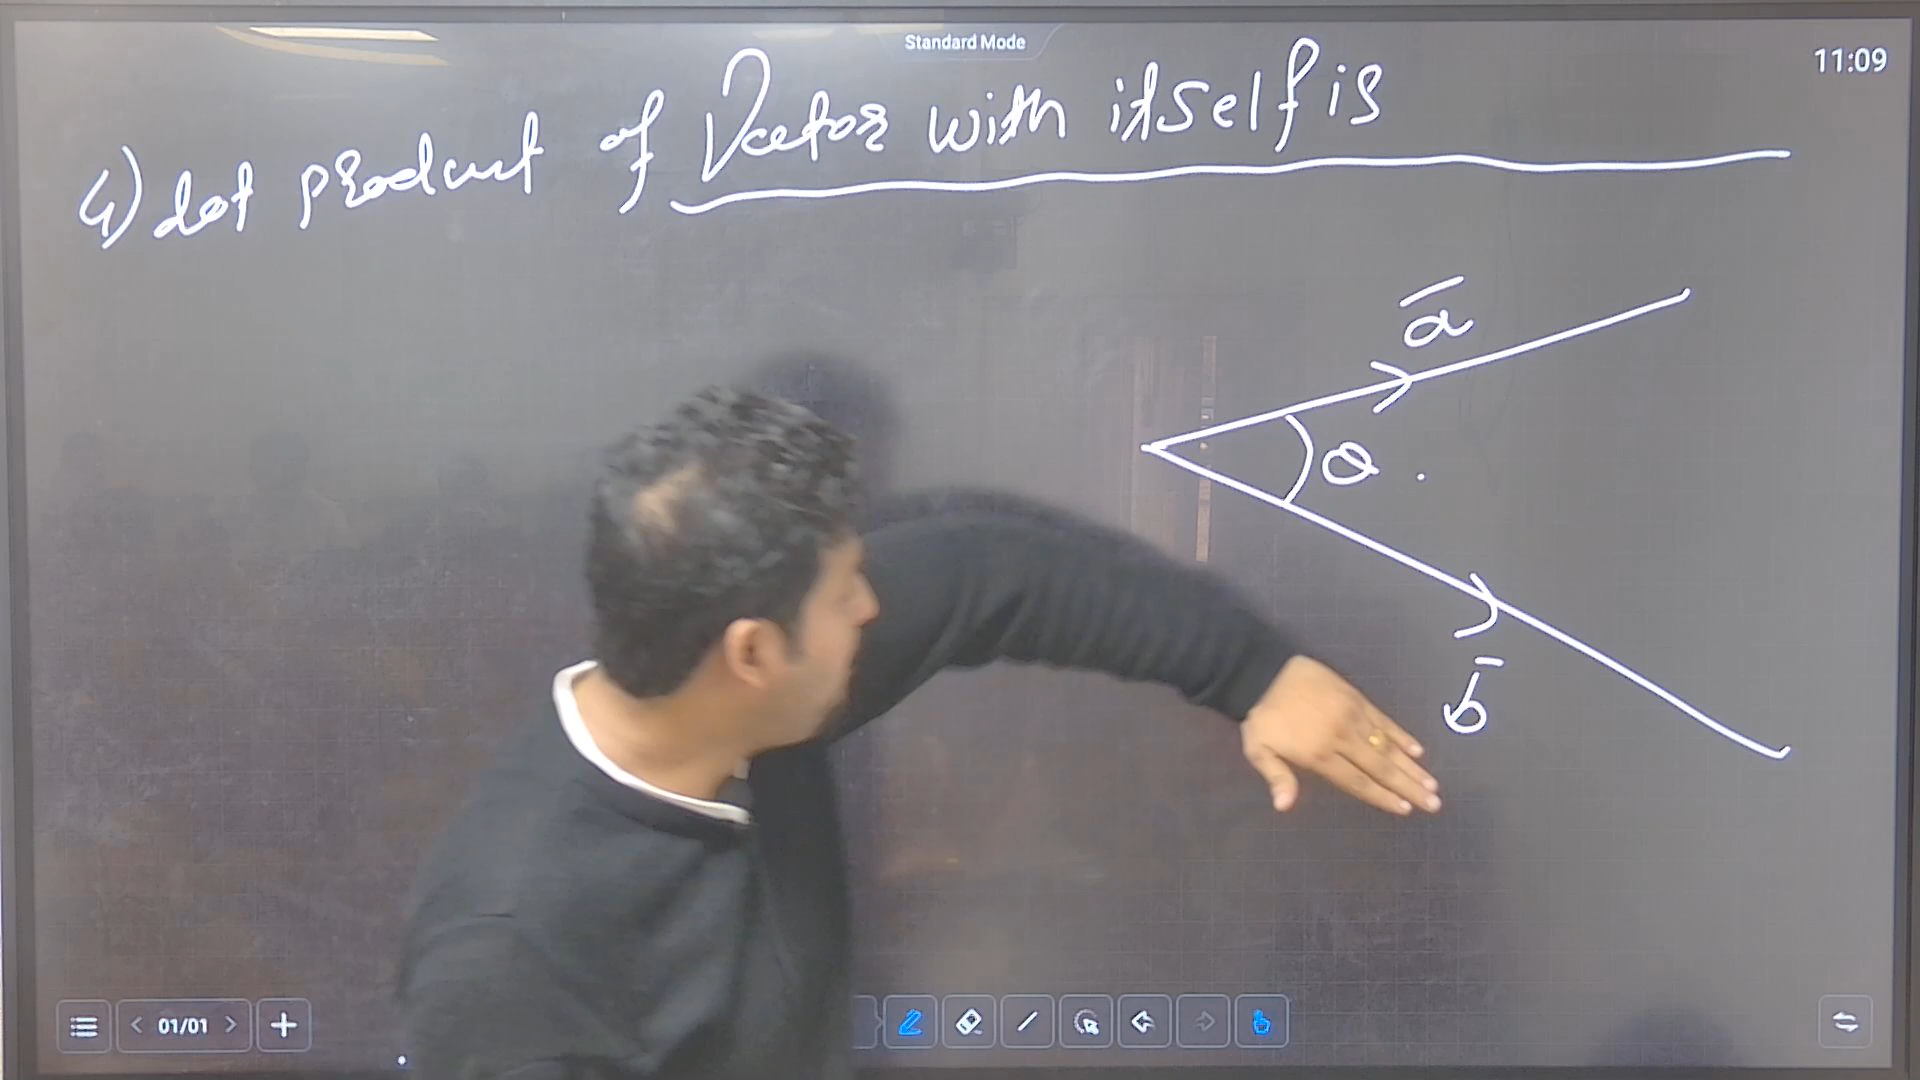 Standard Mode
11:09
4) dot product of Vector with itself is
a
θ .
b
01/01